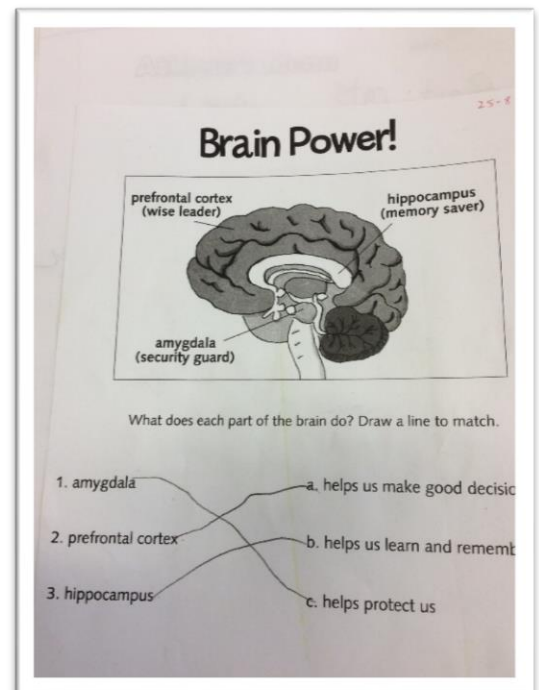 25-8
Brain Power!
prefrontal cortex
(wise leader)
hippocampus
(memory saver)
amygdala
(security guard)
What does each part of the brain do? Draw a line to match.
1. amygdala
a. helps us make good decisic
2. prefrontal cortex
b. helps us learn and rememb
3. hippocampus
c. helps protect us